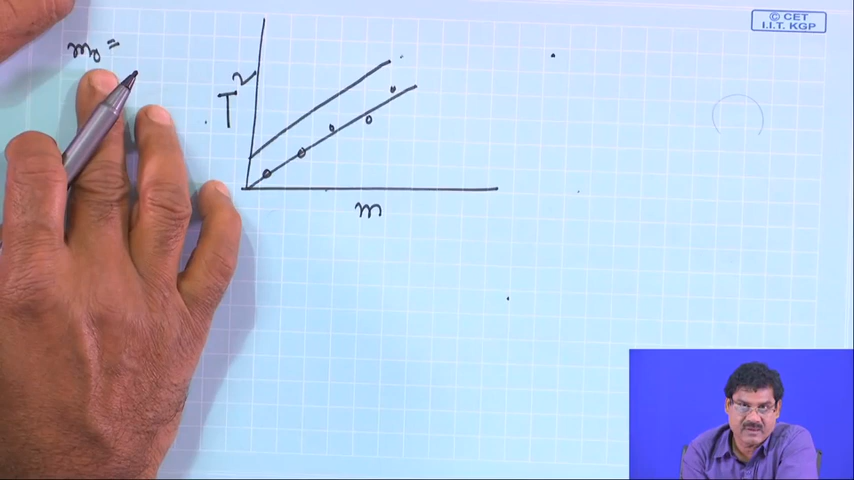 © CET
I.I.T. KGP
m₀ =
T²
m